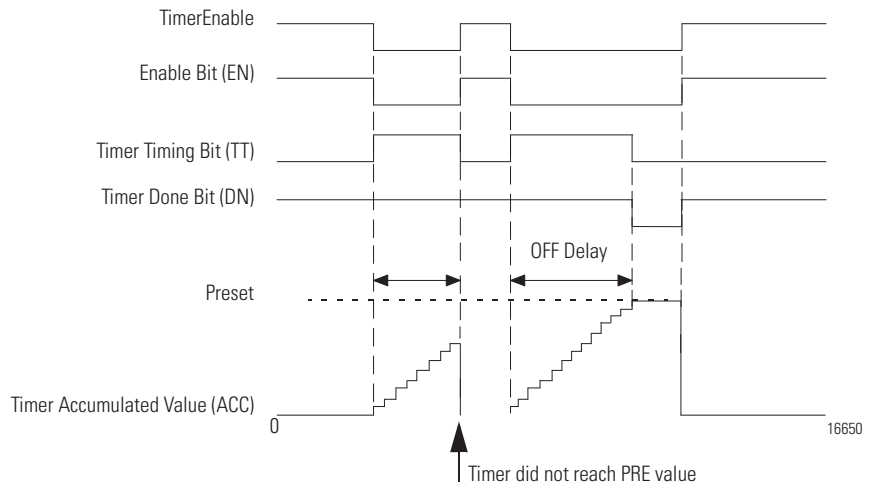 TimerEnable
Enable Bit (EN)
Timer Timing Bit (TT)
Timer Done Bit (DN)
OFF Delay
Preset
Timer Accumulated Value (ACC)
0
16650
Timer did not reach PRE value